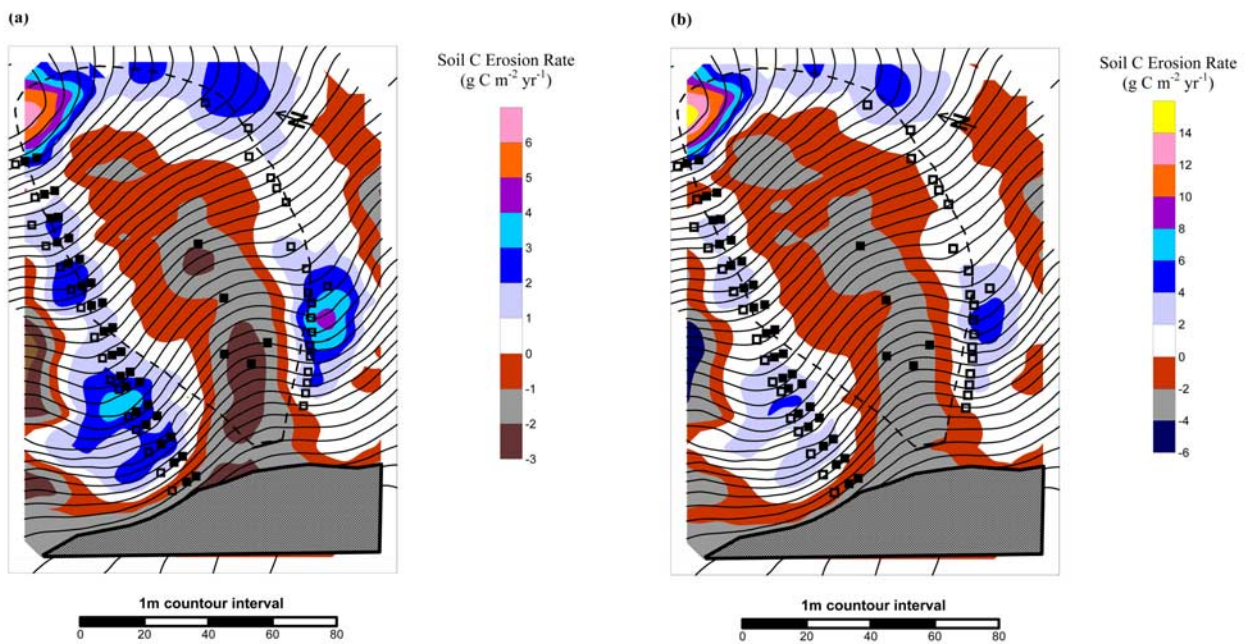 (a)
Soil C Erosion Rate
(g C m⁻² yr⁻¹)
6
5
4
3
2
1
0
-1
-2
-3
N
1m countour interval
0 20 40 60 80
(b)
Soil C Erosion Rate
(g C m⁻² yr⁻¹)
14
12
10
8
6
4
2
0
-2
-4
-6
N
1m countour interval
0 20 40 60 80